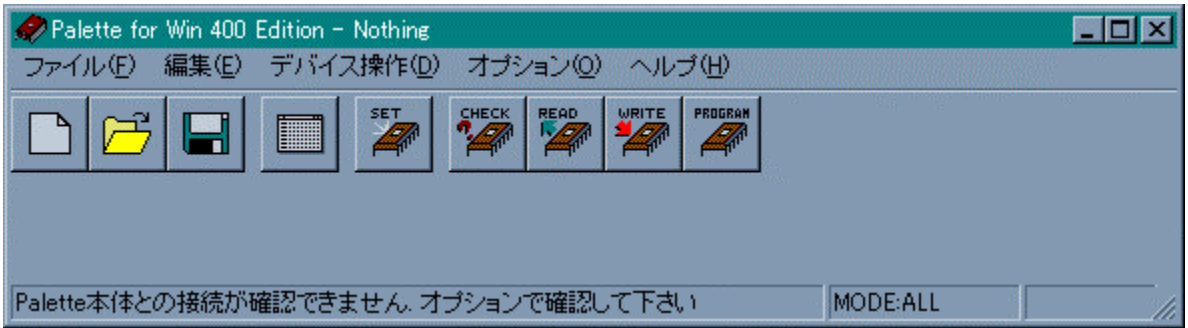 Palette for Win 400 Edition - Nothing
ファイル(F) 編集(E) デバイス操作(D) オプション(O) ヘルプ(H)
SET CHECK READ WRITE PROGRAM
Palette本体との接続が確認できません. オプションで確認して下さい MODE:ALL